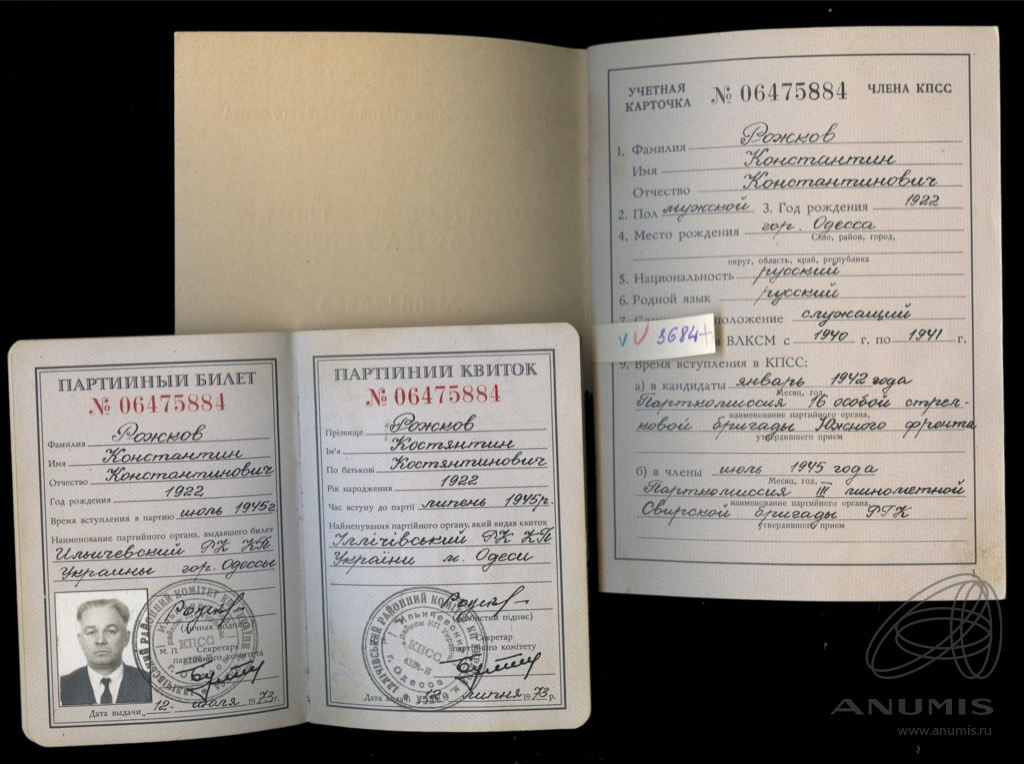 УЧЕТНАЯ КАРТОЧКА № 06475884 ЧЛЕНА КПСС
1. Фамилия Рожков
Имя Константин
Отчество Константинович
2. Пол мужской 3. Год рождения 1922
4. Место рождения гор. Одесса
Село, район, город,
округ, область, край, республика
5. Национальность русский
6. Родной язык русский
7. положение служащий
в ВЛКСМ с 1940 г. по 1941 г.
V V 3684+
9. Время вступления в КПСС:
а) в кандидаты январь 1942 года
Месяц, год,
Парткомиссия 16 особой стрел-
наименование партийного органа,
ковой бригады Южного фронта
утвердившего прием
б) в члены июль 1945 года
Месяц, год,
Парткомиссия III минометной
наименование партийного органа,
Свирской бригады РГК
утвердившего прием
ПАРТИЙНЫЙ БИЛЕТ
№ 06475884
Фамилия Рожков
Имя Константин
Отчество Константинович
Год рождения 1922
Время вступления в партию июль 1945г
Наименование партийного органа, выдавшего билет
Ильичевский РК КП
Украины гор. Одессы
(личная подпись)
М. П. Секретарь
партийного комитета
Дата выдачи „12" июля 1973г.
ПАРТІЙНИЙ КВИТОК
№ 06475884
Прізвище Рожков
Ім'я Костянтин
По батькові Костянтинович
Рік народження 1922
Час вступу до партії липень 1945р.
Найменування партійного органу, який видав квиток
Іллічівський РК КП
України м. Одеси
(особистий підпис)
Секретар
партійного комітету
Дата видачі „12" липня 1973р.
ANUMIS
www.anumis.ru